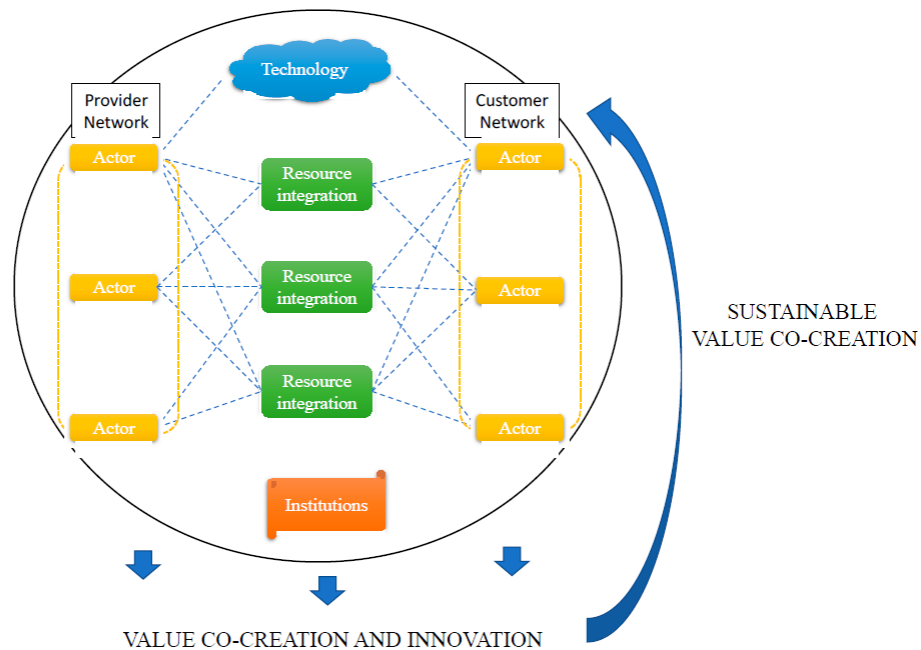 Technology
Provider
Network
Customer
Network
Actor
Actor
Resource
integration
Actor
Resource
integration
Actor
Resource
integration
Actor
Actor
Institutions
SUSTAINABLE
VALUE CO-CREATION
VALUE CO-CREATION AND INNOVATION